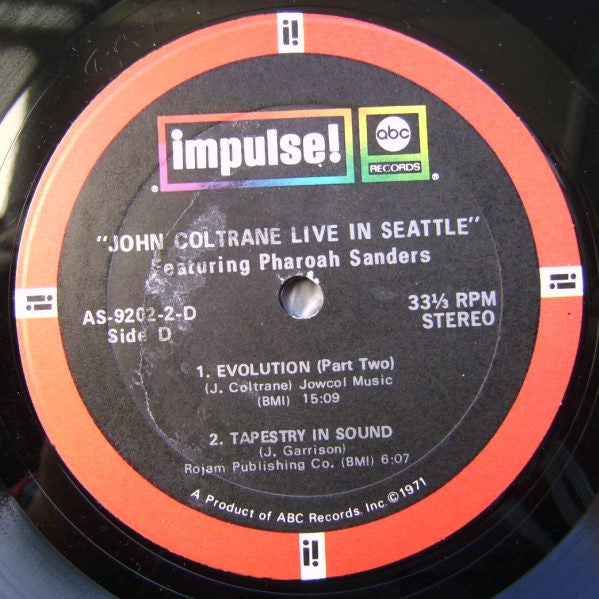 i!
impulse!
abc
RECORDS
"JOHN COLTRANE LIVE IN SEATTLE"
Featuring Pharoah Sanders
AS-9202-2-D
Side D
33⅓ RPM
STEREO
1. EVOLUTION (Part Two)
(J. Coltrane) Jowcol Music
(BMI) 15:09
2. TAPESTRY IN SOUND
(J. Garrison)
Rojam Publishing Co. (BMI) 6:07
A Product of ABC Records. Inc. © 1971
i!